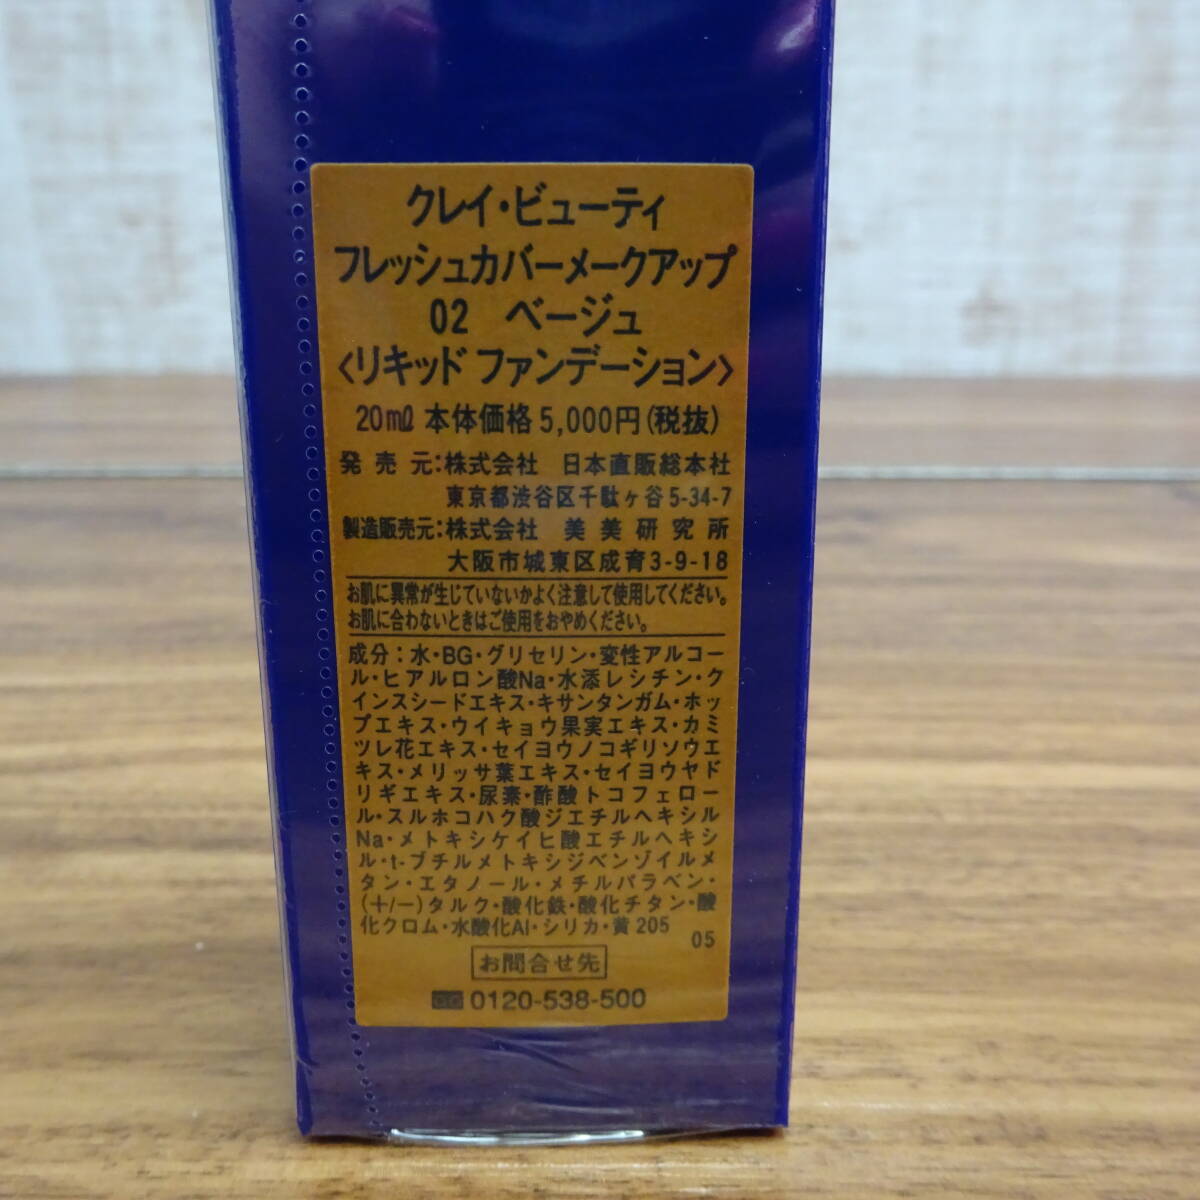 クレイ・ビューティ
フレッシュカバーメークアップ
02 ベージュ
〈リキッド ファンデーション〉
20mℓ 本体価格 5,000円(税抜)
発売元:株式会社 日本直販総本社
東京都渋谷区千駄ヶ谷5-34-7
製造販売元:株式会社 美美研究所
大阪市城東区成育3-9-18
お肌に異常が生じていないかよく注意して使用してください。
お肌に合わないときはご使用をおやめください。
成分:水・BG・グリセリン・変性アルコー
ル・ヒアルロン酸Na・水添レシチン・ク
インスシードエキス・キサンタンガム・ホッ
プエキス・ウイキョウ果実エキス・カミ
ツレ花エキス・セイヨウノコギリソウエ
キス・メリッサ葉エキス・セイヨウヤド
リギエキス・尿素・酢酸トコフェロー
ル・スルホコハク酸ジエチルヘキシル
Na・メトキシケイヒ酸エチルヘキシ
ル・t-ブチルメトキシジベンゾイルメ
タン・エタノール・メチルパラベン・
(+/-)タルク・酸化鉄・酸化チタン・酸
化クロム・水酸化Al・シリカ・黄205
05
お問合せ先
0120-538-500